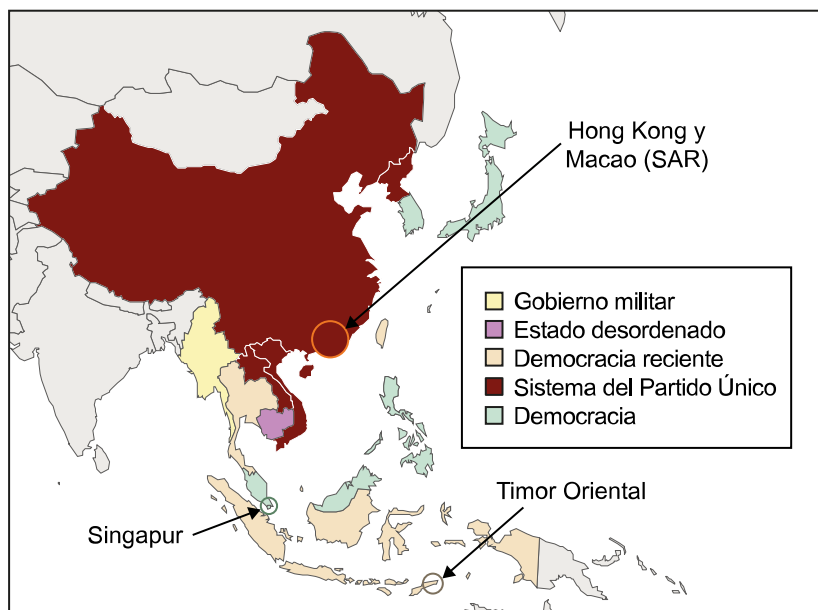 Hong Kong y
Macao (SAR)
Gobierno militar
Estado desordenado
Democracia reciente
Sistema del Partido Único
Democracia
Timor Oriental
Singapur